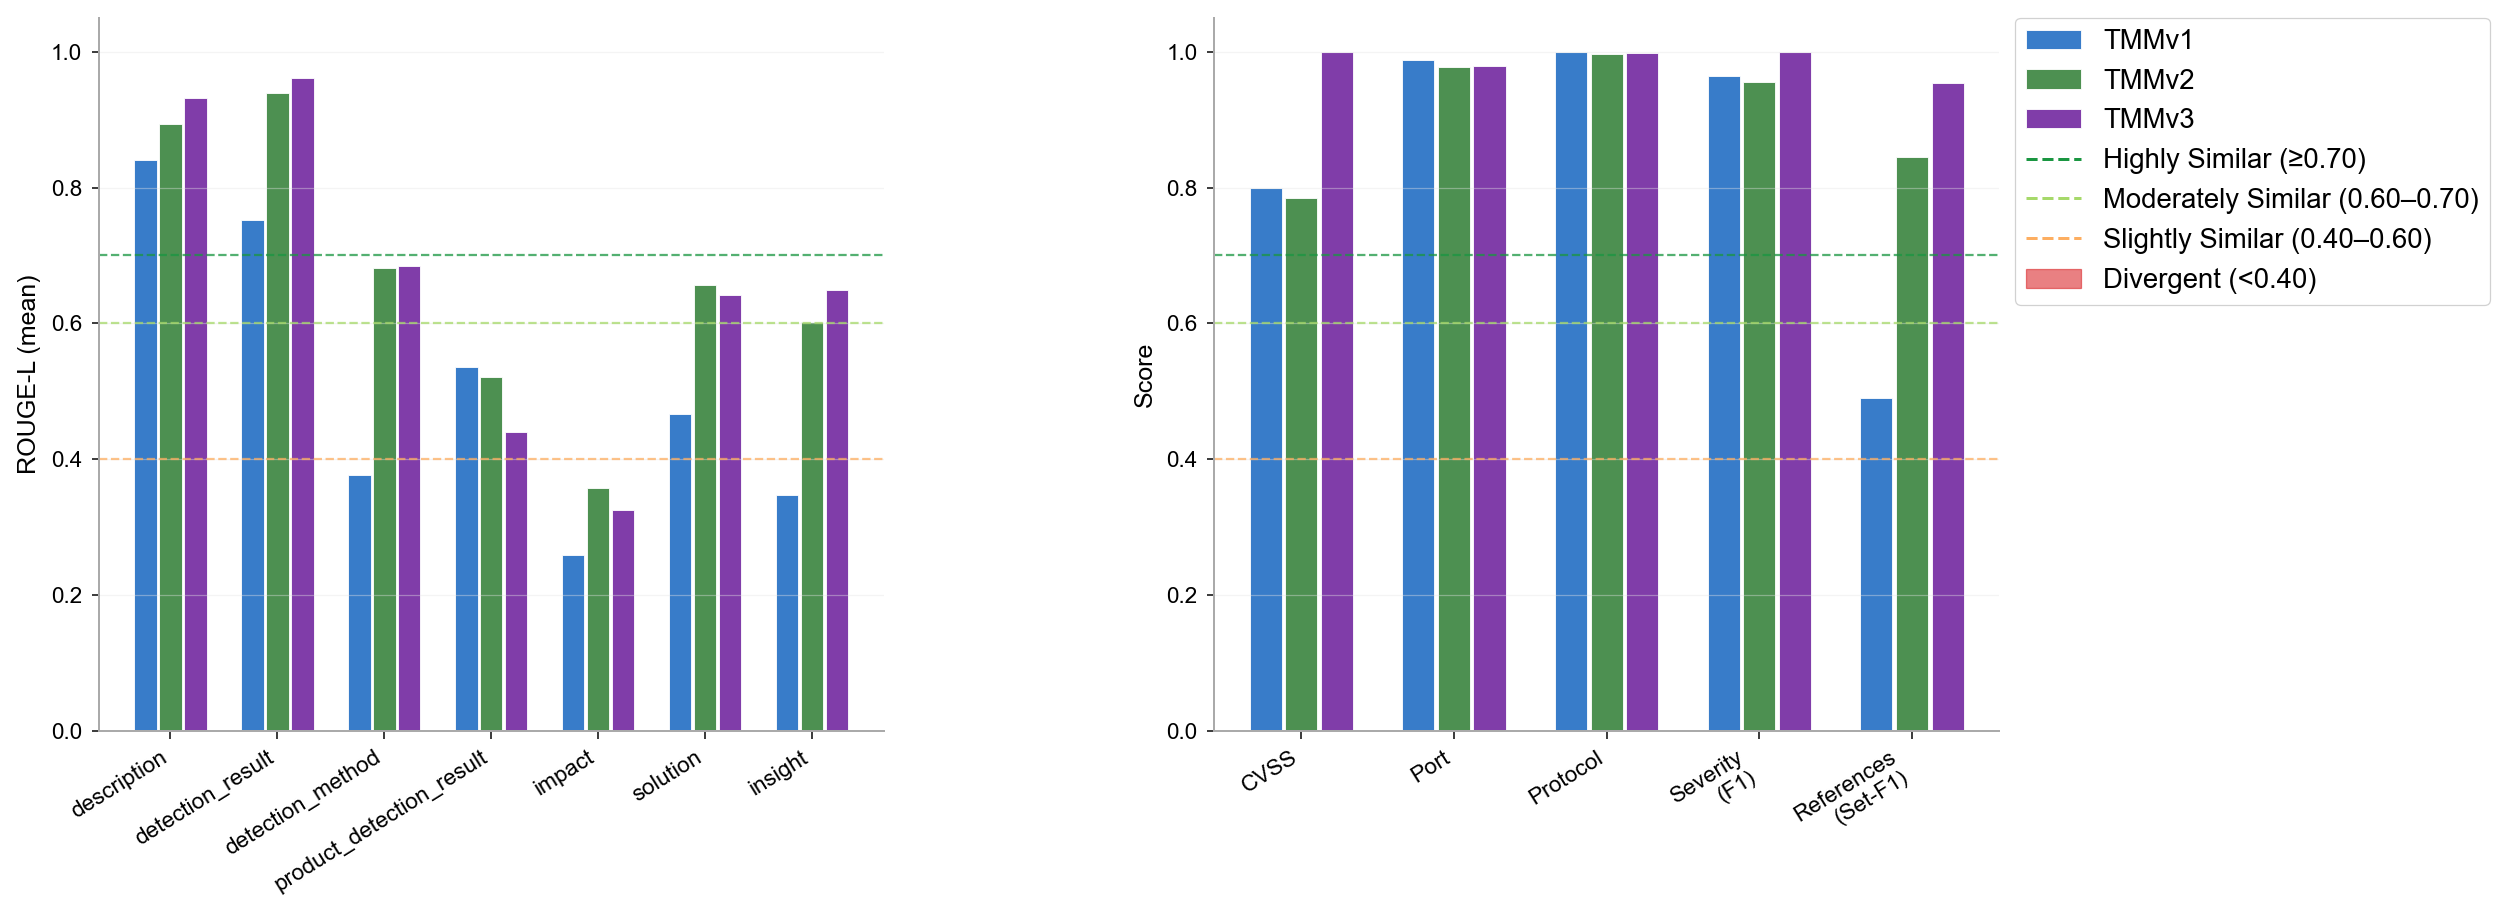 ROUGE-L (mean)
1.0
0.8
0.6
0.4
0.2
0.0
description
detection_result
detection_method
product_detection_result
impact
solution
insight
Score
1.0
0.8
0.6
0.4
0.2
0.0
CVSS
Port
Protocol
Severity
(F1)
References
(Set-F1)
TMMv1
TMMv2
TMMv3
Highly Similar (≥0.70)
Moderately Similar (0.60–0.70)
Slightly Similar (0.40–0.60)
Divergent (<0.40)